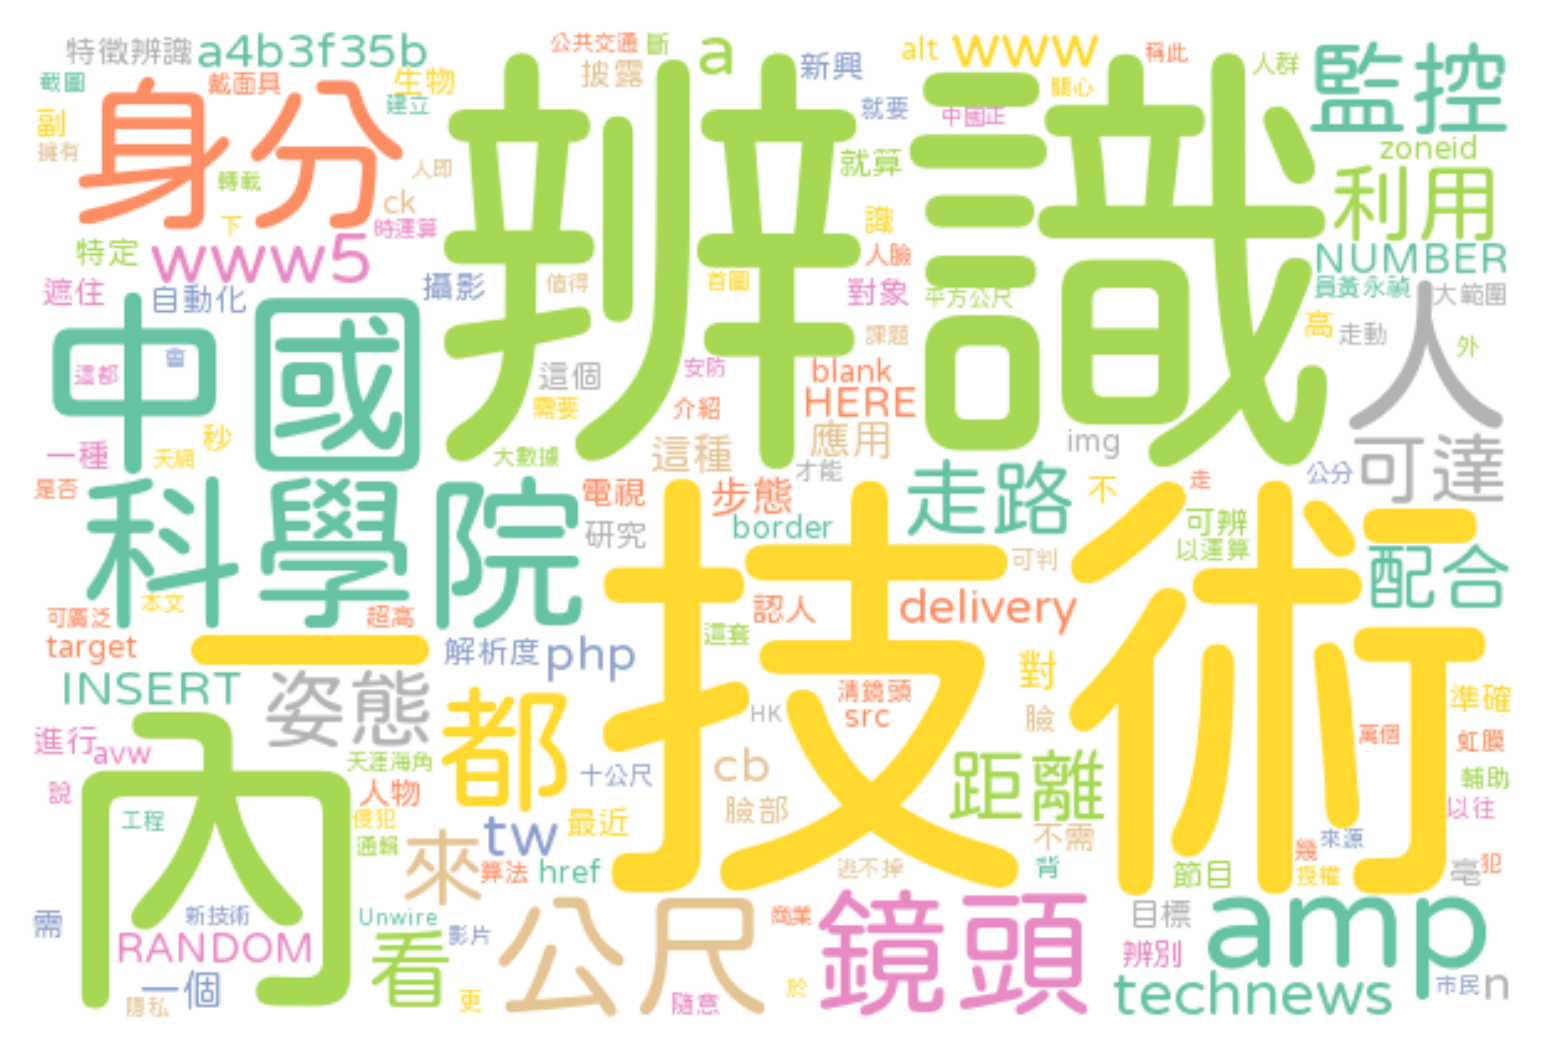 特徵辨識
a4b3f35b
公共交通
斷
a
新興
alt
www
稱此
人群
監控
截圖
戴面具
生物
披露
關心
建立
就要
中國正
副
身分
辨識
擁有
人即
就算
zoneid
轉載
ck
利用
下
時運算
識
特定
www5
人臉
NUMBER
遮住
自動化
攝影
值得
首圖
對象
平方公尺
員黃永禎
大範圍
中國
高
走動
人
外
課題
這都
會
這個
安防
blank
需要
介紹
HERE
秒
應用
img
一種
天網
大數據
這種
才能
公分
可達
是否
科學院
電視
步態
走路
不
走
研究
border
可辨
以運算
可判
配合
本文
可廣泛
超高
認人
delivery
技術
target
一
解析度
php
這套
對
INSERT
姿態
清鏡頭
準確
都
HK
src
臉
進行
avw
萬個
虹膜
天涯海角
十公尺
cb
距離
輔助
說
內
人物
臉部
以往
工程
侵犯
tw
最近
不需
來源
通輯
來
幾
算法
href
逃不掉
背
節目
授權
毫
犯
需
新技術
Unwire
公尺
商業
鏡頭
目標
amp
RANDOM
看
影片
辨別
一個
technews
市民
n
隱私
更
隨意
於